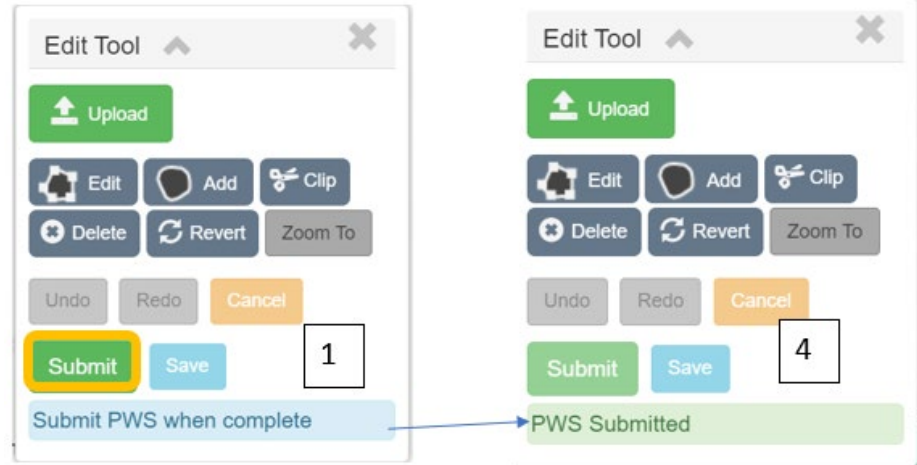 Edit Tool
Upload
Edit Add Clip
Delete Revert Zoom To
Undo Redo Cancel
1
Submit Save
Submit PWS when complete
Edit Tool
Upload
Edit Add Clip
Delete Revert Zoom To
Undo Redo Cancel
4
Submit Save
PWS Submitted